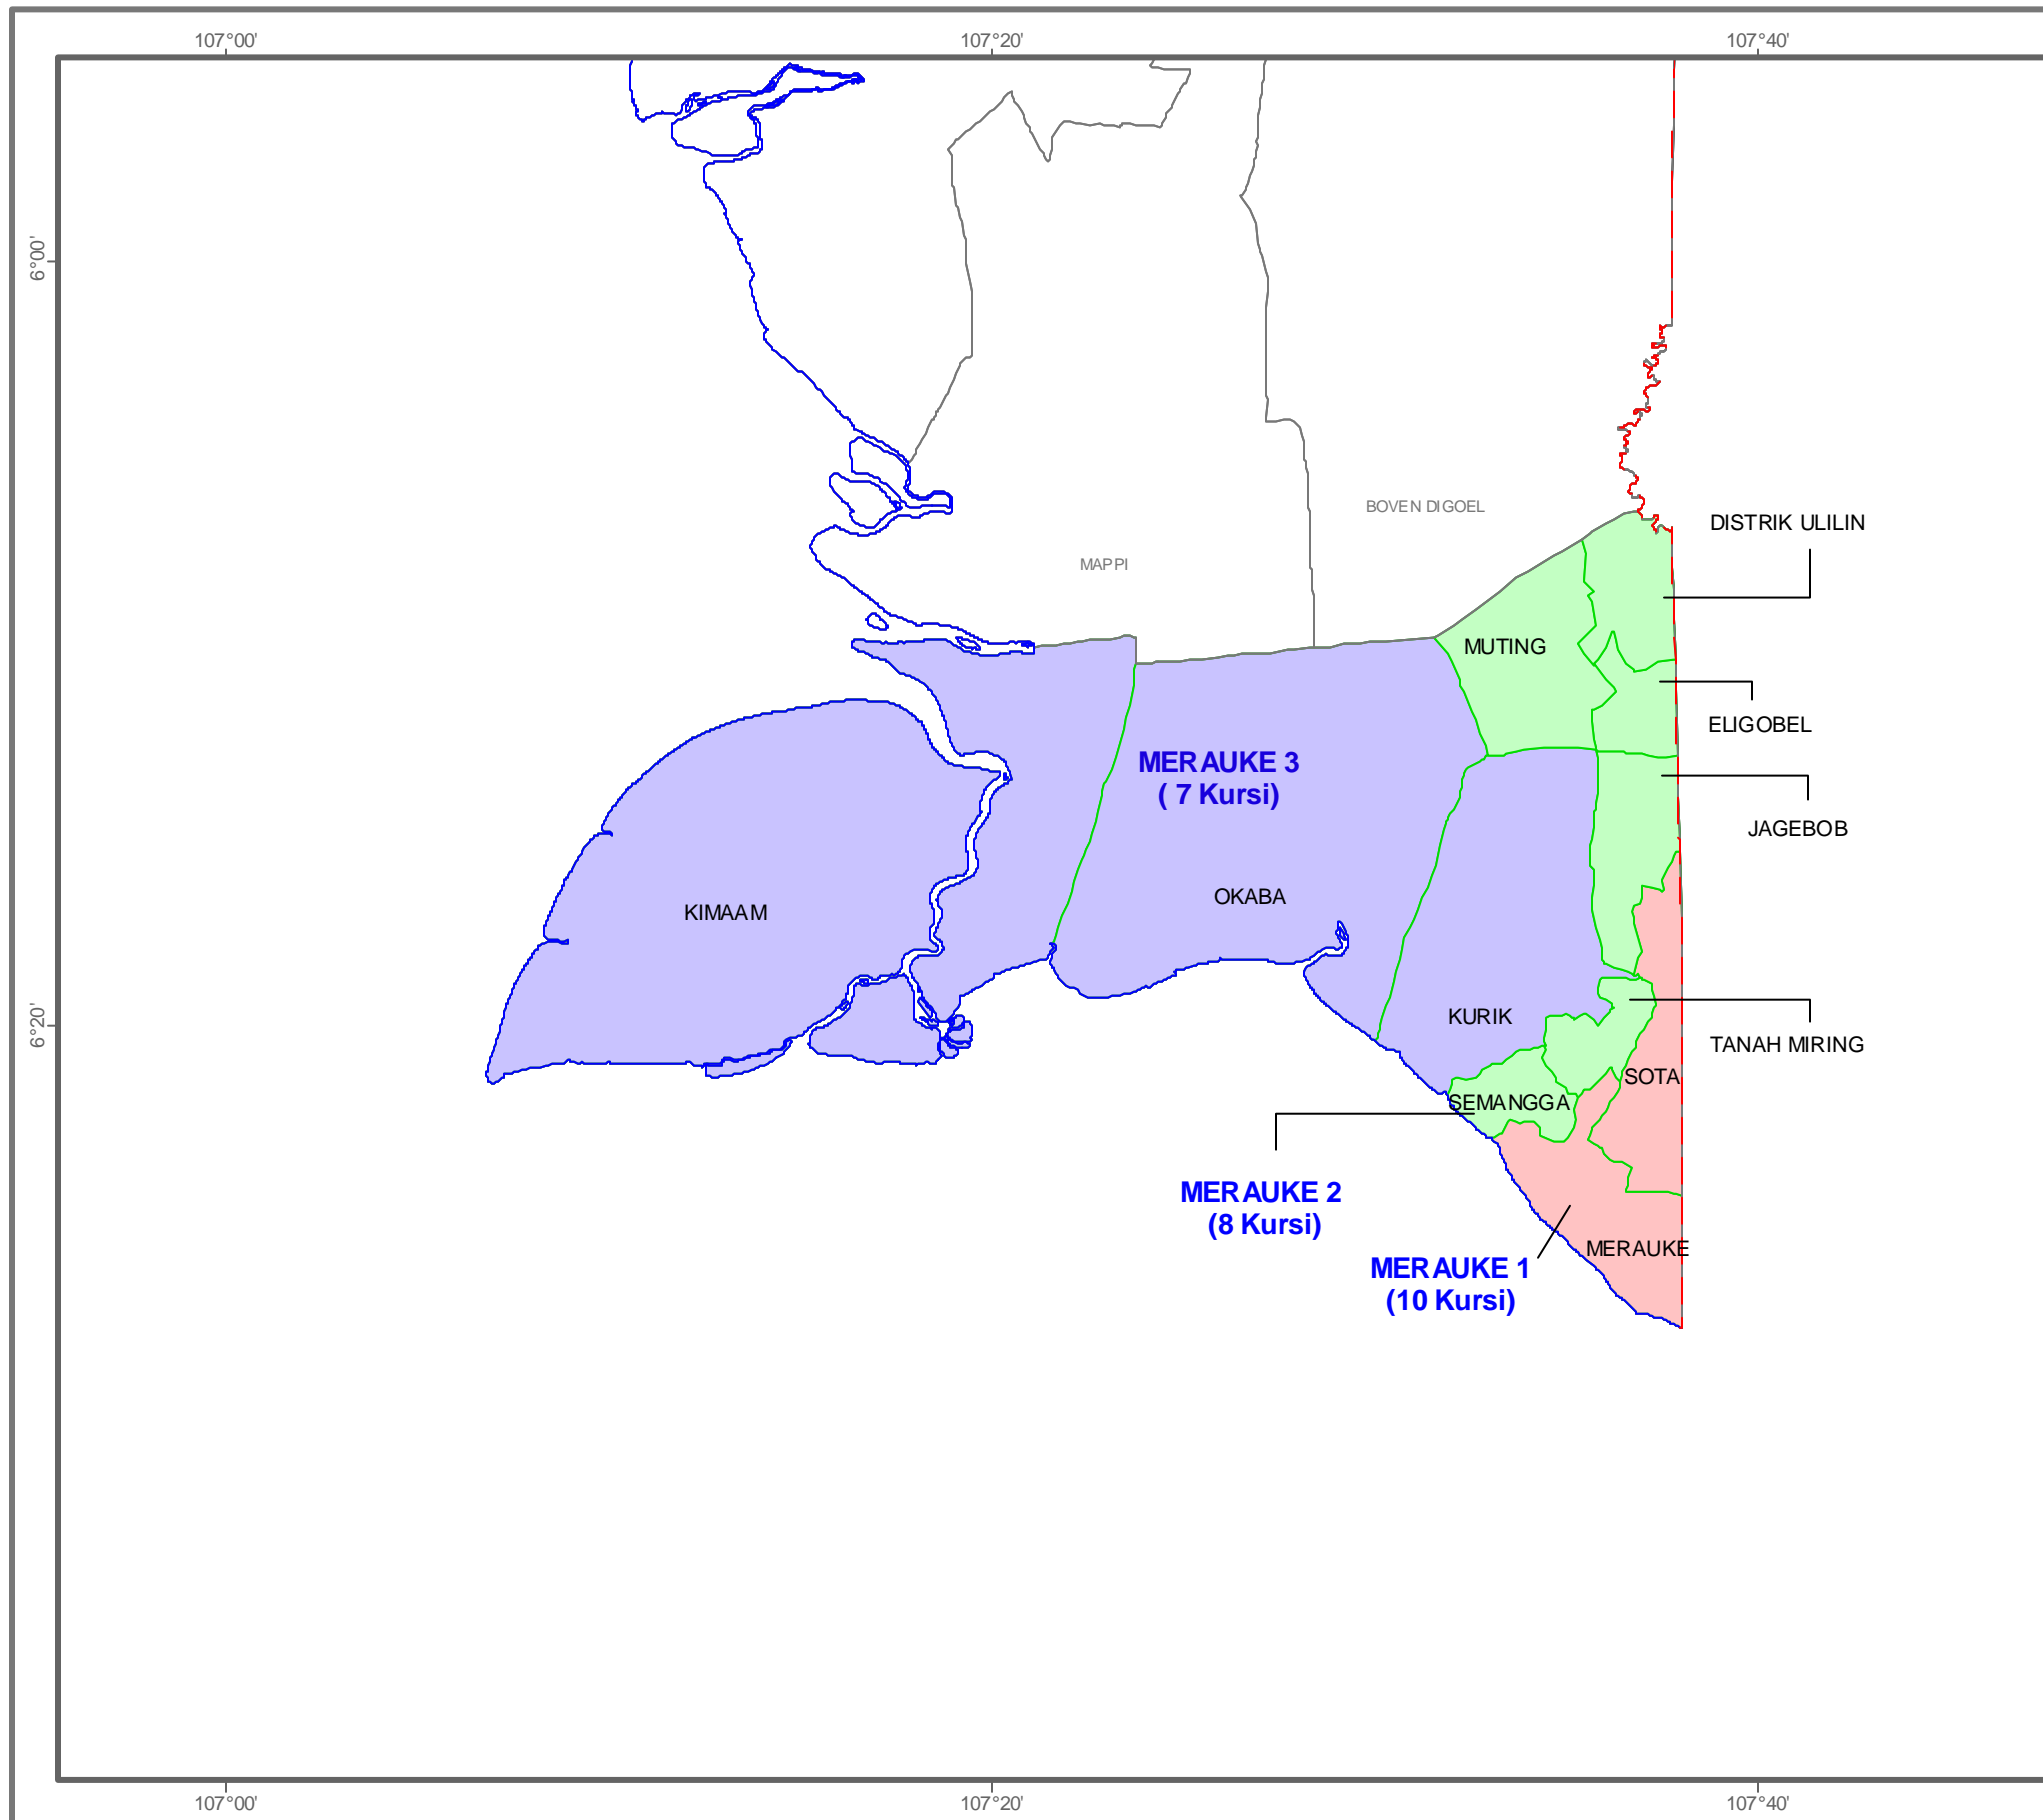 107°00'
107°20'
107°40'
6°00'
BOVEN DIGOEL
DISTRIK ULILIN
MAPPI
MUTING
ELIGOBEL
MERAUKE 3
( 7 Kursi)
JAGEBOB
OKABA
KIMAAM
KURIK
6°20'
TANAH MIRING
SOTA
SEMANGGA
MERAUKE 2
(8 Kursi)
MERAUKE
MERAUKE 1
(10 Kursi)
107°00'
107°20'
107°40'